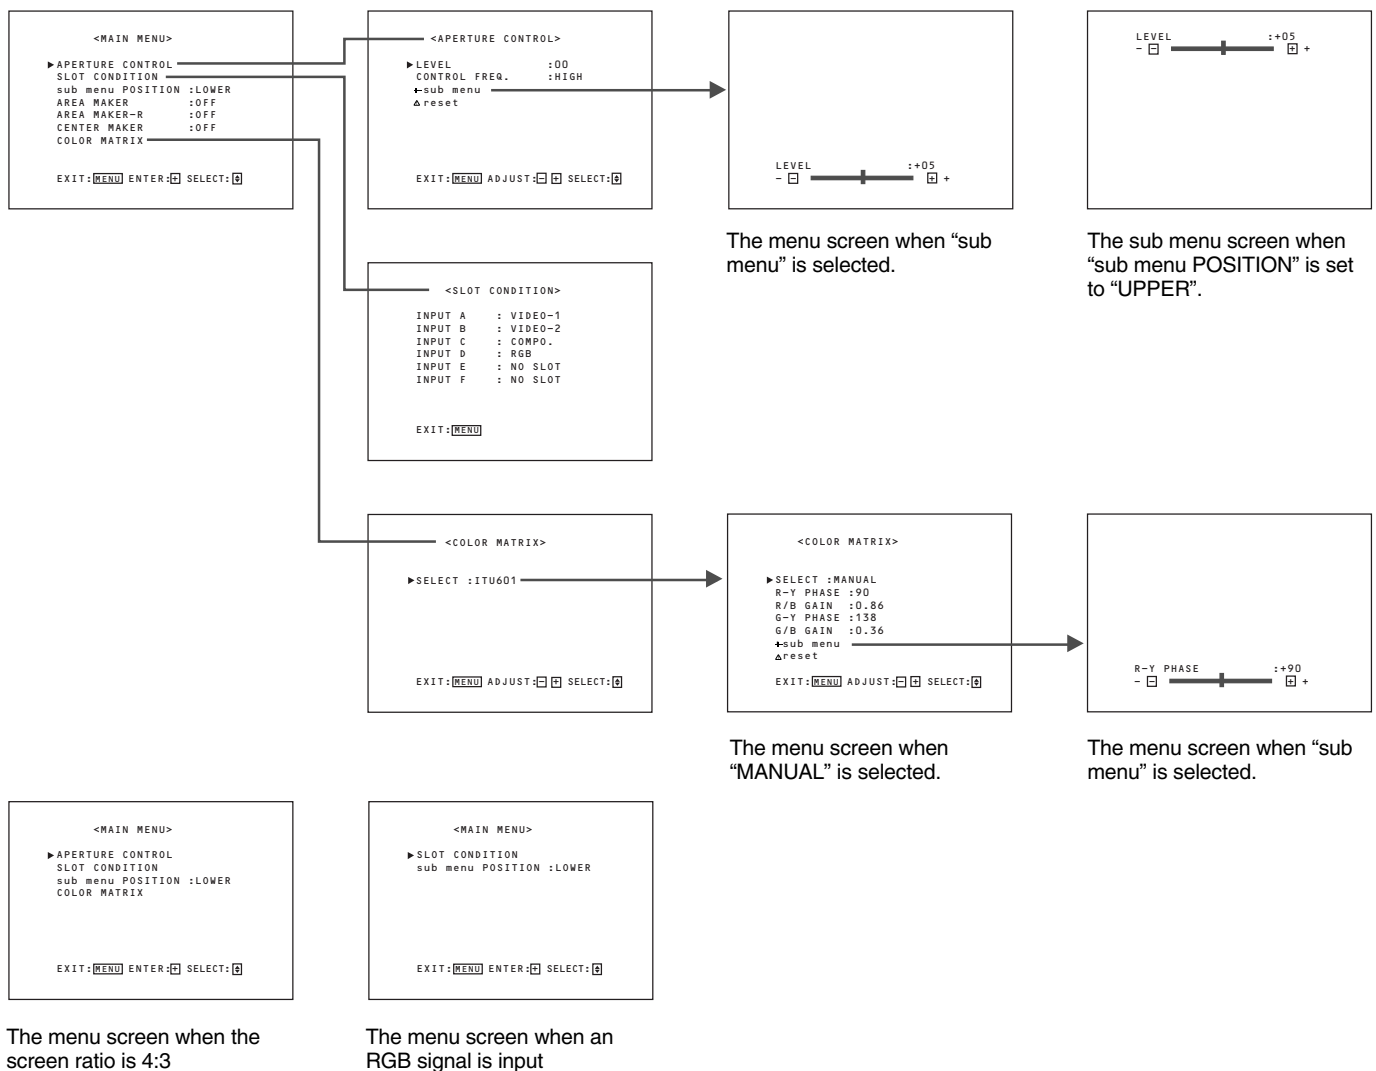 <MAIN MENU>
▶APERTURE CONTROL
SLOT CONDITION
sub menu POSITION :LOWER
AREA MAKER :OFF
AREA MAKER-R :OFF
CENTER MAKER :OFF
COLOR MATRIX
EXIT:MENU ENTER:+ SELECT:
<APERTURE CONTROL>
▶LEVEL :00
CONTROL FREQ. :HIGH
+sub menu
△reset
EXIT:MENU ADJUST:- + SELECT:
LEVEL :+05
- - + +
The menu screen when “sub
menu” is selected.
LEVEL :+05
- - + +
The sub menu screen when
“sub menu POSITION” is set
to “UPPER”.
<SLOT CONDITION>
INPUT A : VIDEO-1
INPUT B : VIDEO-2
INPUT C : COMPO.
INPUT D : RGB
INPUT E : NO SLOT
INPUT F : NO SLOT
EXIT:MENU
<COLOR MATRIX>
▶SELECT :ITU601
EXIT:MENU ADJUST:- + SELECT:
<COLOR MATRIX>
▶SELECT :MANUAL
R-Y PHASE :90
R/B GAIN :0.86
G-Y PHASE :138
G/B GAIN :0.36
+sub menu
△reset
EXIT:MENU ADJUST:- + SELECT:
The menu screen when
“MANUAL” is selected.
R-Y PHASE :+90
- - + +
The menu screen when “sub
menu” is selected.
<MAIN MENU>
▶APERTURE CONTROL
SLOT CONDITION
sub menu POSITION :LOWER
COLOR MATRIX
EXIT:MENU ENTER:+ SELECT:
The menu screen when the
screen ratio is 4:3
<MAIN MENU>
▶SLOT CONDITION
sub menu POSITION :LOWER
EXIT:MENU ENTER:+ SELECT:
The menu screen when an
RGB signal is input